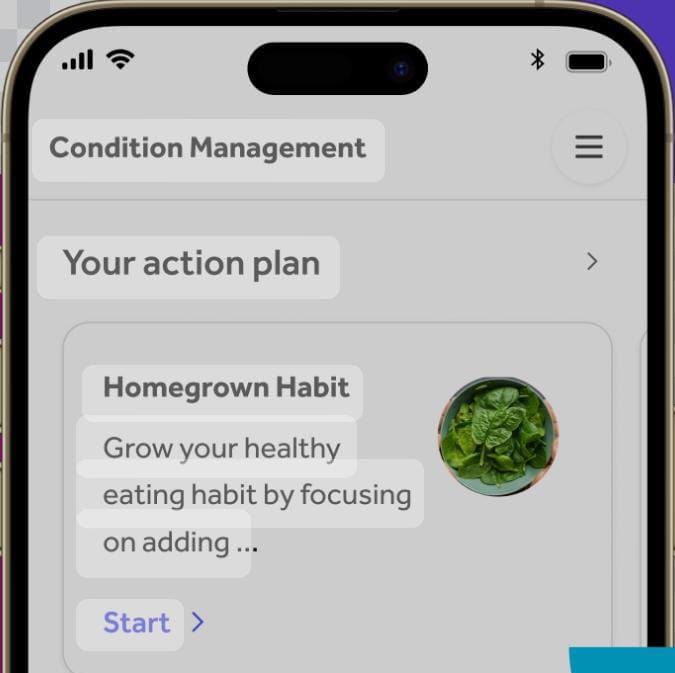 Condition Management
Your action plan
Homegrown Habit
Grow your healthy
eating habit by focusing
on adding ...
Start